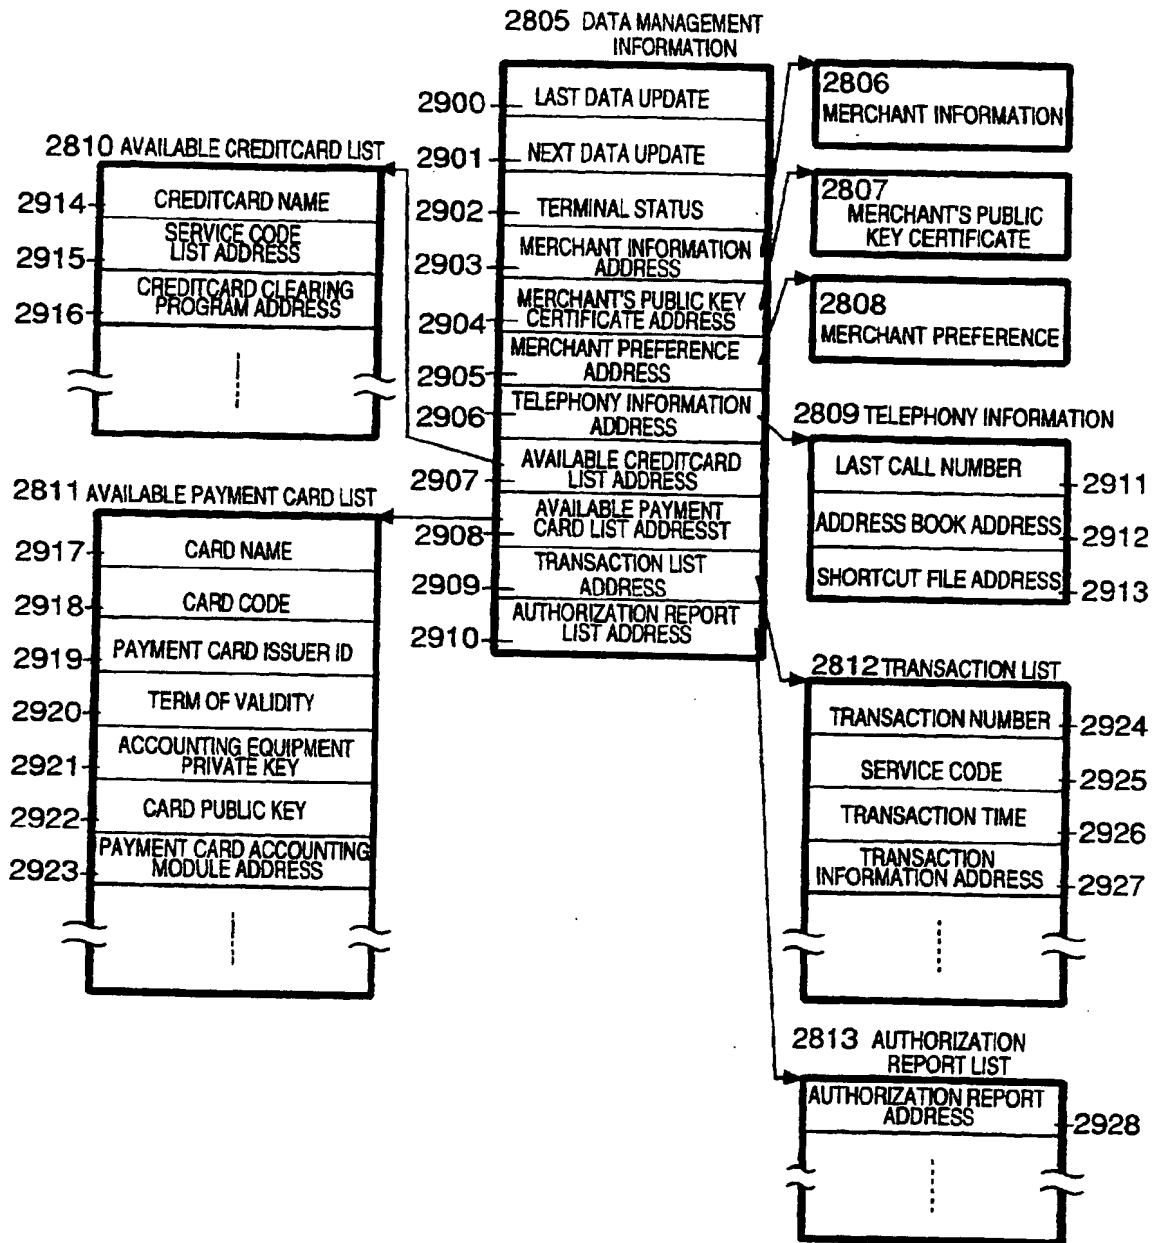 2805 DATA MANAGEMENT
INFORMATION
2900 LAST DATA UPDATE
2901 NEXT DATA UPDATE
2902 TERMINAL STATUS
2903 MERCHANT INFORMATION
ADDRESS
2904 MERCHANT'S PUBLIC KEY
CERTIFICATE ADDRESS
2905 MERCHANT PREFERENCE
ADDRESS
2906 TELEPHONY INFORMATION
ADDRESS
2907 AVAILABLE CREDITCARD
LIST ADDRESS
2908 AVAILABLE PAYMENT
CARD LIST ADDRESST
2909 TRANSACTION LIST
ADDRESS
2910 AUTHORIZATION REPORT
LIST ADDRESS
2810 AVAILABLE CREDITCARD LIST
2914 CREDITCARD NAME
2915 SERVICE CODE
LIST ADDRESS
2916 CREDITCARD CLEARING
PROGRAM ADDRESS
2811 AVAILABLE PAYMENT CARD LIST
2917 CARD NAME
2918 CARD CODE
2919 PAYMENT CARD ISSUER ID
2920 TERM OF VALIDITY
2921 ACCOUNTING EQUIPMENT
PRIVATE KEY
2922 CARD PUBLIC KEY
2923 PAYMENT CARD ACCOUNTING
MODULE ADDRESS
2806
MERCHANT INFORMATION
2807
MERCHANT'S PUBLIC
KEY CERTIFICATE
2808
MERCHANT PREFERENCE
2809 TELEPHONY INFORMATION
LAST CALL NUMBER 2911
ADDRESS BOOK ADDRESS 2912
SHORTCUT FILE ADDRESS 2913
2812 TRANSACTION LIST
TRANSACTION NUMBER 2924
SERVICE CODE 2925
TRANSACTION TIME 2926
TRANSACTION
INFORMATION ADDRESS 2927
2813 AUTHORIZATION
REPORT LIST
AUTHORIZATION REPORT
ADDRESS 2928